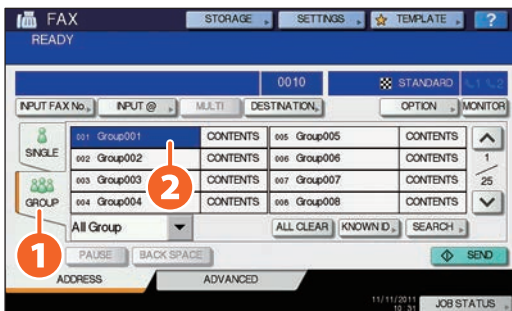 FAX STORAGE SETTINGS TEMPLATE ?
READY
0010 STANDARD L1 L2
INPUT FAX No. INPUT @ MULTI DESTINATION OPTION MONITOR
SINGLE
001 Group001 CONTENTS 005 Group005 CONTENTS
002 Group002 CONTENTS 006 Group006 CONTENTS 1
003 Group003 CONTENTS 007 Group007 CONTENTS 25
GROUP 004 Group004 CONTENTS 008 Group008 CONTENTS
2
1
All Group ALL CLEAR KNOWN ID SEARCH
PAUSE BACK SPACE SEND
ADDRESS ADVANCED
11/11/2011
10:31 JOB STATUS